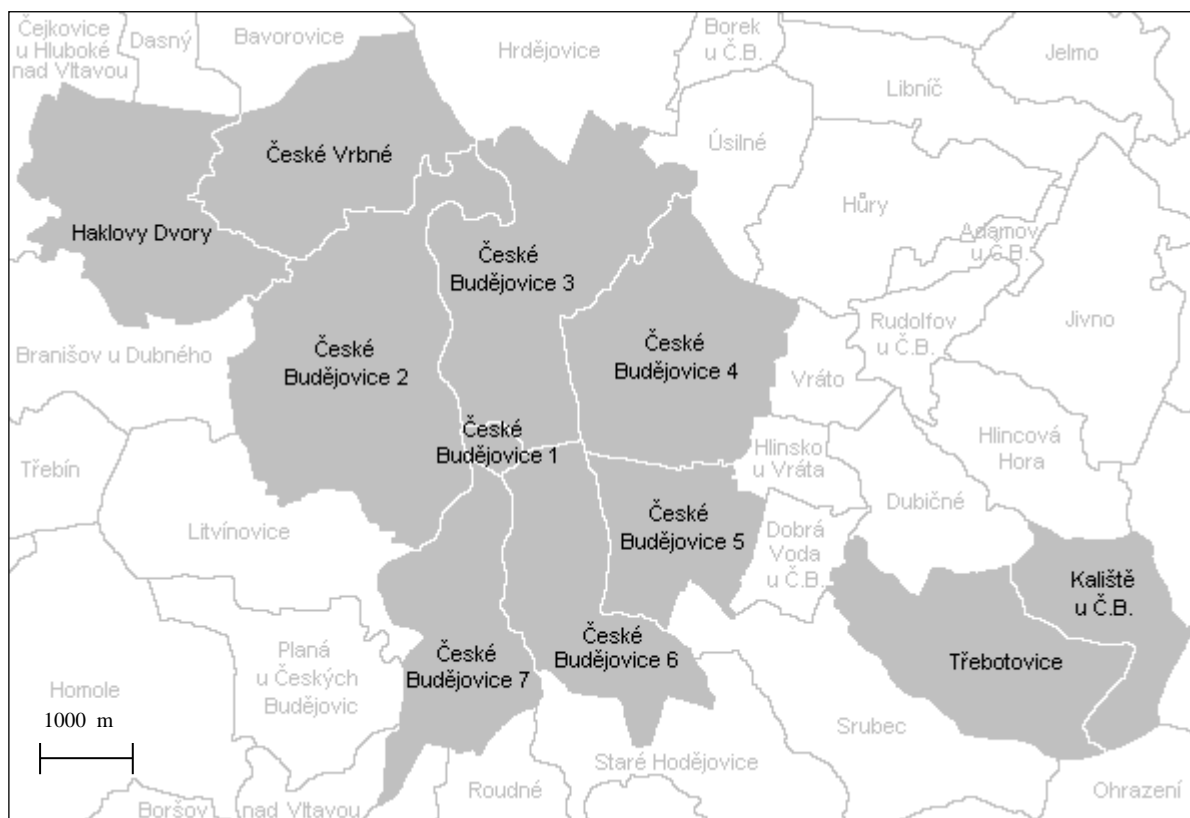 Čejkovice
u Hluboké
nad Vltavou
Dasný
Bavorovice
Hrdějovice
Borek
u Č.B.
Jelmo
Libníč
Úsilné
České Vrbné
Hůry
Haklovy Dvory
Adamov
u Č.B.
České
Budějovice 3
Rudolfov
u Č.B.
Jivno
Branišov u Dubného
České
Budějovice 2
České
Budějovice 4
Vráto
České
Budějovice 1
Hlinsko
u Vráta
Hlincová
Hora
Třebín
Dubičné
Litvínovice
České
Budějovice 5
Dobrá
Voda
u Č.B.
Kaliště
u Č.B.
Planá
u Českých
Budějovic
České
Budějovice 7
České
Budějovice 6
Třebotovice
Homole
1000 m
Srubec
Staré Hodějovice
Roudné
Boršov nad Vltavou
Ohrazení